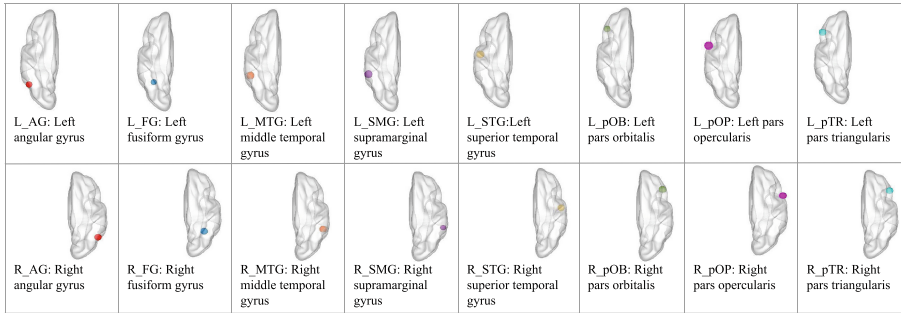 L_AG: Left
angular gyrus
L_FG: Left
fusiform gyrus
L_MTG: Left
middle temporal
gyrus
L_SMG: Left
supramarginal
gyrus
L_STG:Left
superior temporal
gyrus
L_pOB: Left
pars orbitalis
L_pOP: Left pars
opercularis
L_pTR: Left
pars triangularis
R_AG: Right
angular gyrus
R_FG: Right
fusiform gyrus
R_MTG: Right
middle temporal
gyrus
R_SMG: Right
supramarginal
gyrus
R_STG: Right
superior temporal
gyrus
R_pOB: Right
pars orbitalis
R_pOP: Right
pars opercularis
R_pTR: Right
pars triangularis